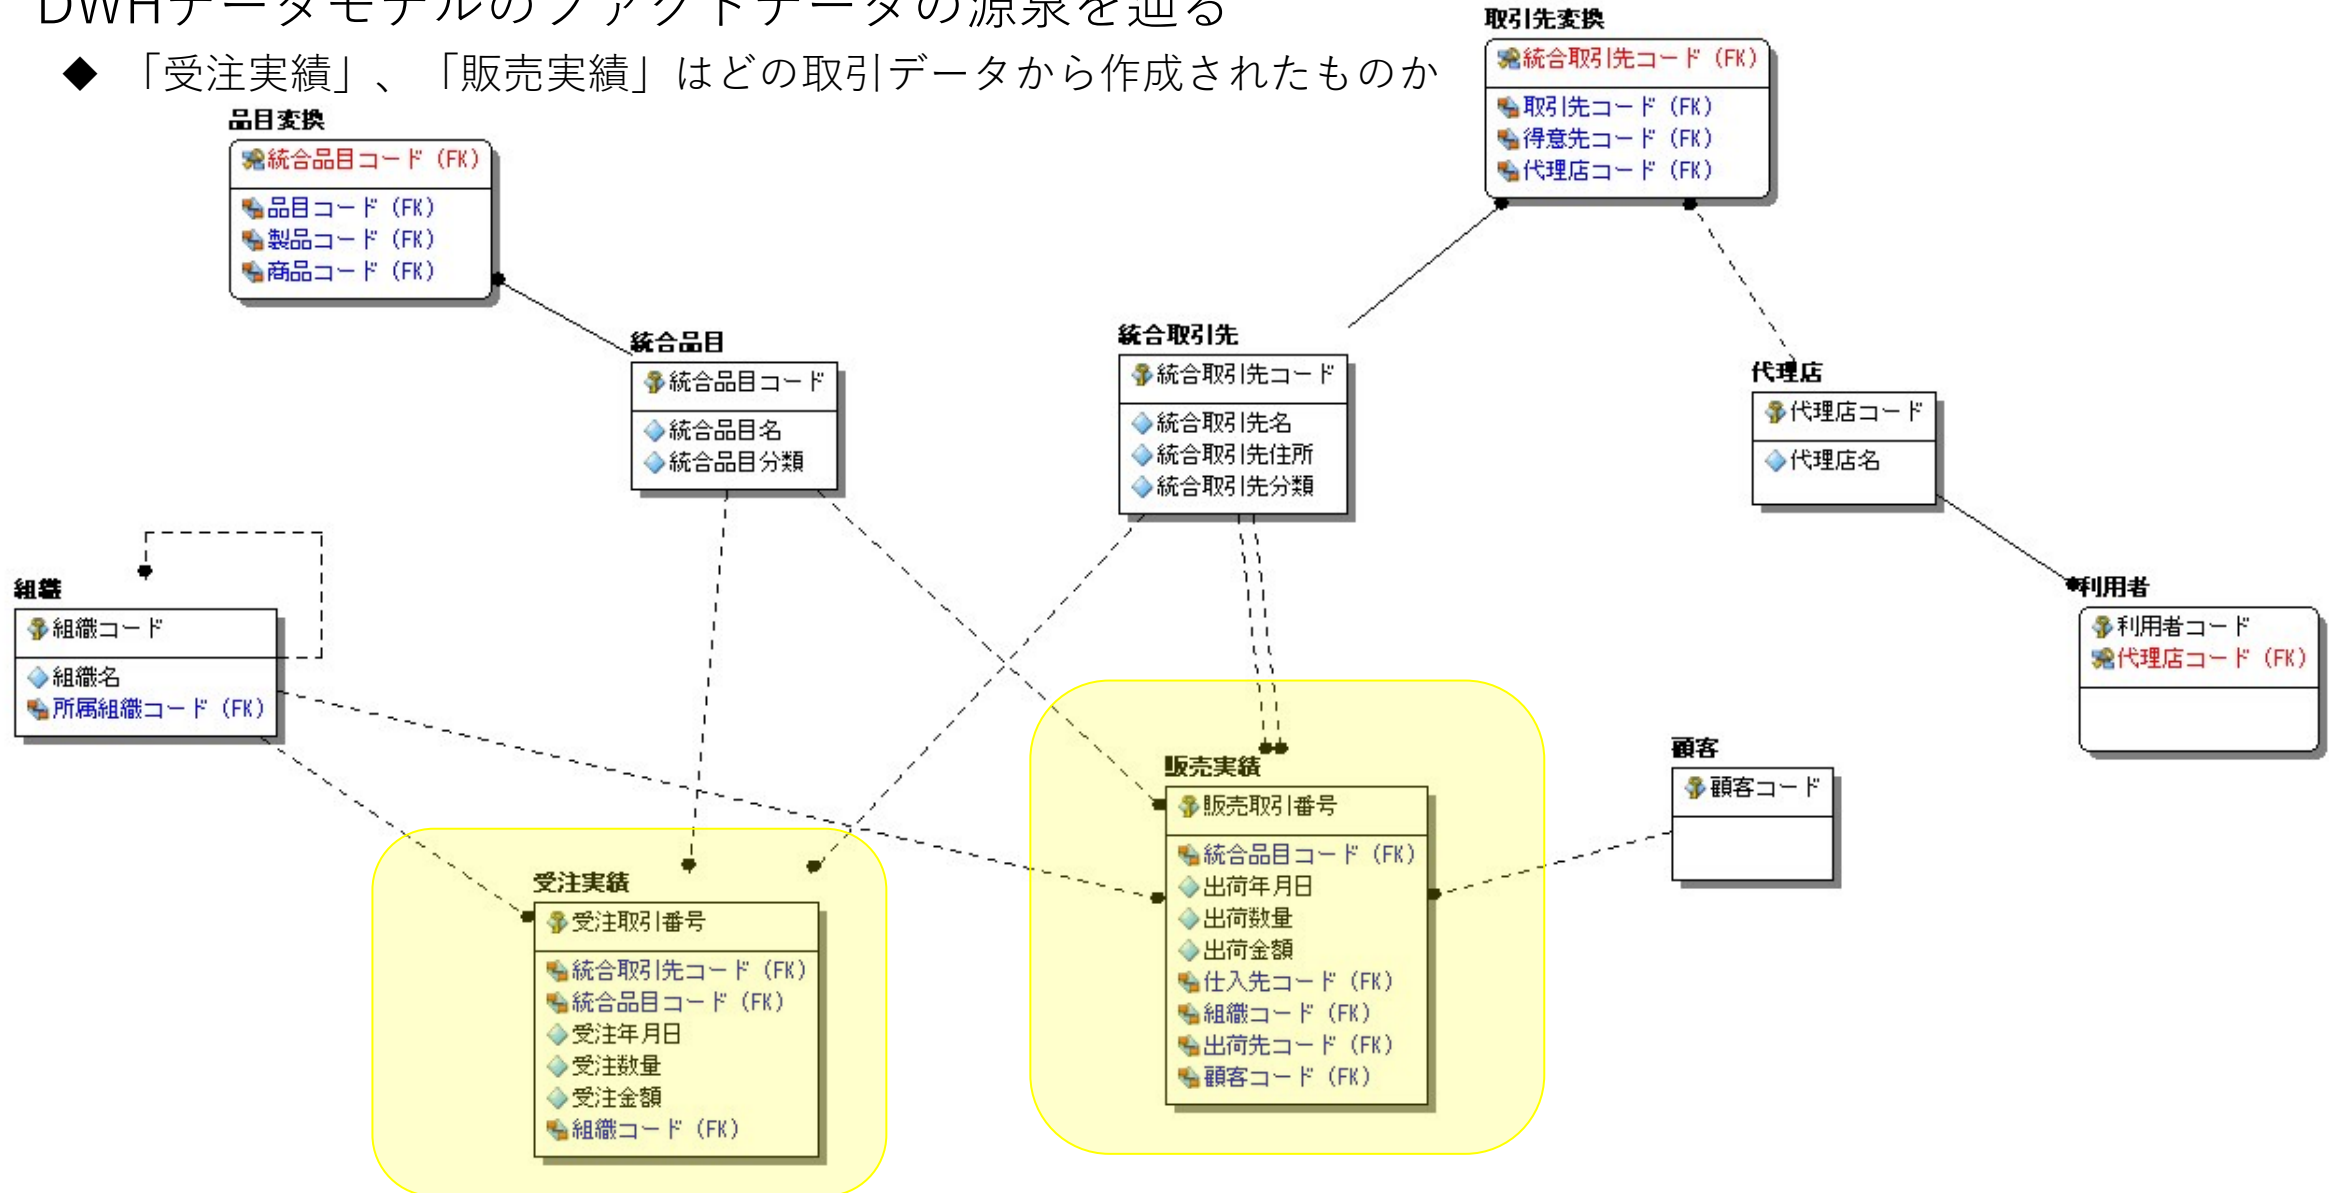 DWHデータモデルのファクトデータの源泉を辿る
◆ 「受注実績」、「販売実績」はどの取引データから作成されたものか
取引先変換
統合取引先コード (FK)
取引先コード (FK)
得意先コード (FK)
代理店コード (FK)
品目変換
統合品目コード (FK)
品目コード (FK)
製品コード (FK)
商品コード (FK)
統合品目
統合品目コード
統合品目名
統合品目分類
統合取引先
統合取引先コード
統合取引先名
統合取引先住所
統合取引先分類
代理店
代理店コード
代理店名
組織
組織コード
組織名
所属組織コード (FK)
利用者
利用者コード
代理店コード (FK)
顧客
顧客コード
販売実績
販売取引番号
統合品目コード (FK)
出荷年月日
出荷数量
出荷金額
仕入先コード (FK)
組織コード (FK)
出荷先コード (FK)
顧客コード (FK)
受注実績
受注取引番号
統合取引先コード (FK)
統合品目コード (FK)
受注年月日
受注数量
受注金額
組織コード (FK)